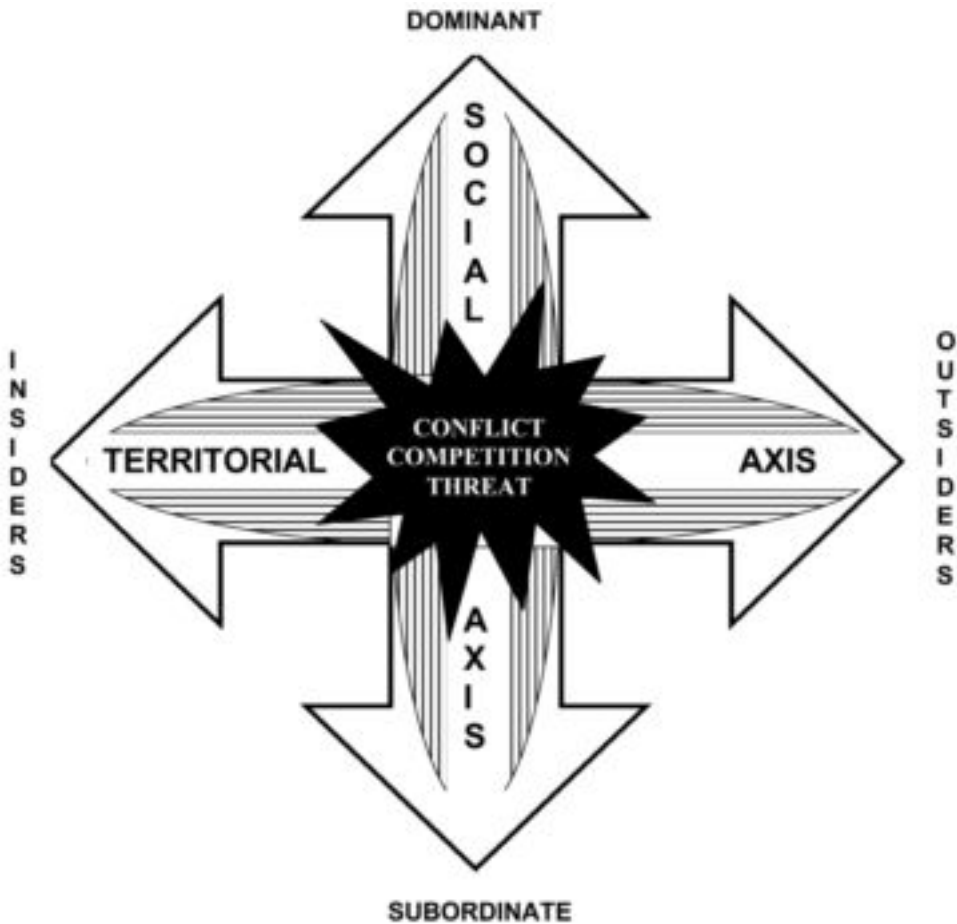 DOMINANT
SOCIAL
INSIDERS
OUTSIDERS
TERRITORIAL
CONFLICT
COMPETITION
THREAT
AXIS
AXIS
SUBORDINATE